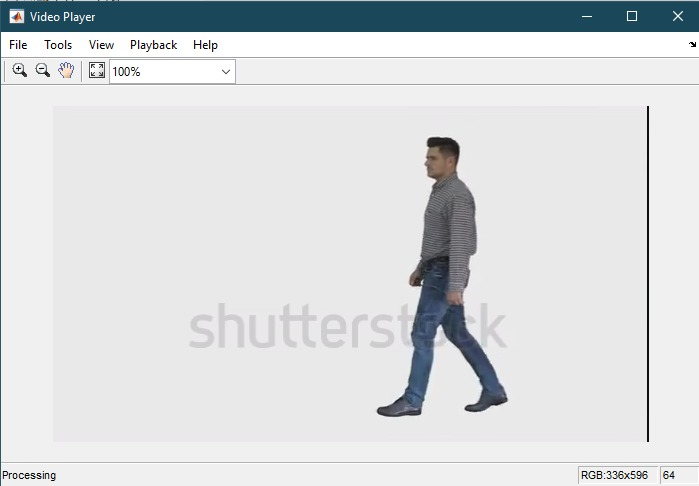 Video Player
File Tools View Playback Help
100%
shutterstock
Processing RGB:336x596 64